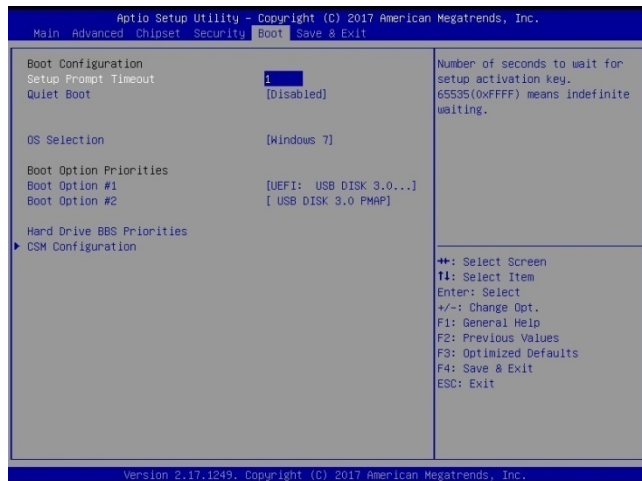 Aptio Setup Utility – Copyright (C) 2017 American Megatrends, Inc.
Main Advanced Chipset Security Boot Save & Exit
Boot Configuration
Setup Prompt Timeout 1
Quiet Boot [Disabled]
OS Selection [Windows 7]
Boot Option Priorities
Boot Option #1 [UEFI: USB DISK 3.0...]
Boot Option #2 [ USB DISK 3.0 PMAP]
Hard Drive BBS Priorities
CSM Configuration
Number of seconds to wait for
setup activation key.
65535(0xFFFF) means indefinite
waiting.
→←: Select Screen
↑↓: Select Item
Enter: Select
+/-: Change Opt.
F1: General Help
F2: Previous Values
F3: Optimized Defaults
F4: Save & Exit
ESC: Exit
Version 2.17.1249. Copyright (C) 2017 American Megatrends, Inc.